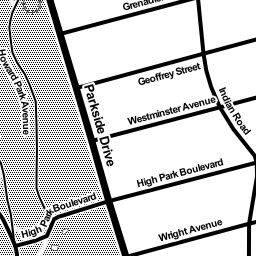 Grenadie
Geoffrey Street
Howard Park Avenue
Parkside Drive
Westminster Avenue
Indian Road
High Park Boulevard
High Park Boulevard
Wright Avenue